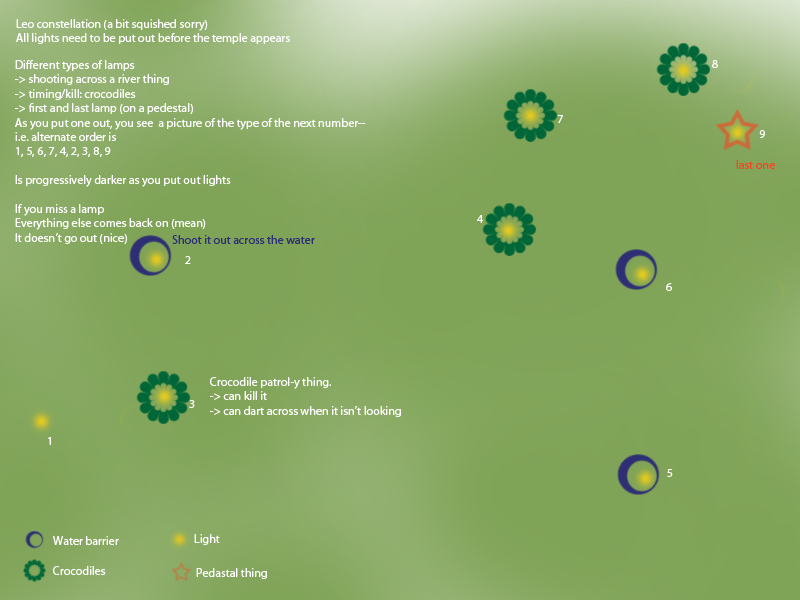 Leo constellation (a bit squished sorry)
All lights need to be put out before the temple appears
Different types of lamps
-> shooting across a river thing
-> timing/kill: crocodiles
-> first and last lamp (on a pedestal)
As you put one out, you see a picture of the type of the next number--
i.e. alternate order is
1, 5, 6, 7, 4, 2, 3, 8, 9
Is progressively darker as you put out lights
If you miss a lamp
Everything else comes back on (mean)
It doesn't go out (nice)
Shoot it out across the water
2
8
7
9
last one
4
6
Crocodile patrol-y thing.
-> can kill it
-> can dart across when it isn't looking
3
1
5
Water barrier
Light
Crocodiles
Pedastal thing